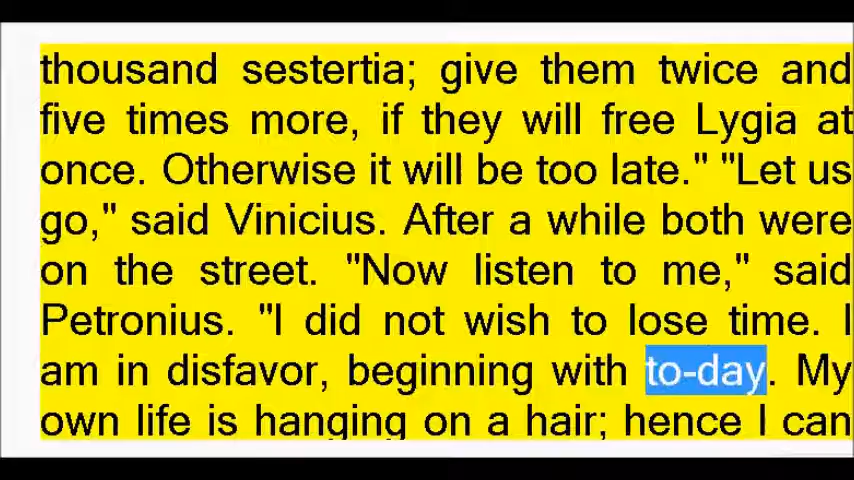 thousand sestertia; give them twice and
five times more, if they will free Lygia at
once. Otherwise it will be too late." "Let us
go," said Vinicius. After a while both were
on the street. "Now listen to me," said
Petronius. "I did not wish to lose time. I
am in disfavor, beginning with to-day. My
own life is hanging on a hair; hence I can